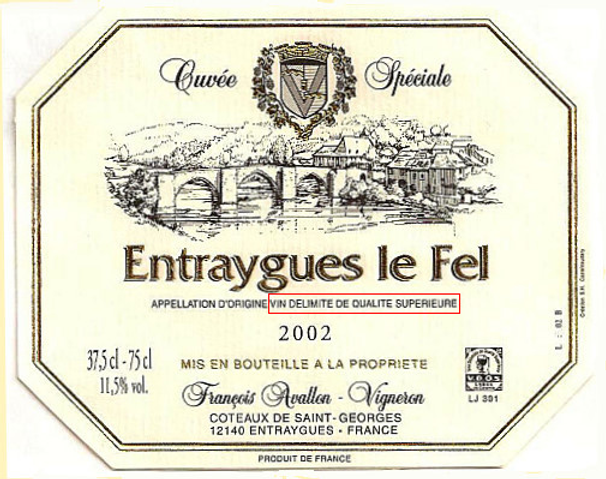 Cuvée Spéciale
Entraygues le Fel
APPELLATION D'ORIGINE VIN DELIMITE DE QUALITE SUPERIEURE
2002
37,5 cl - 75 cl
11,5% vol.
MIS EN BOUTEILLE A LA PROPRIETE
François Avallon - Vigneron
COTEAUX DE SAINT-GEORGES
12140 ENTRAYGUES - FRANCE
VDQS
LJ 391
L : 02 B
PRODUIT DE FRANCE